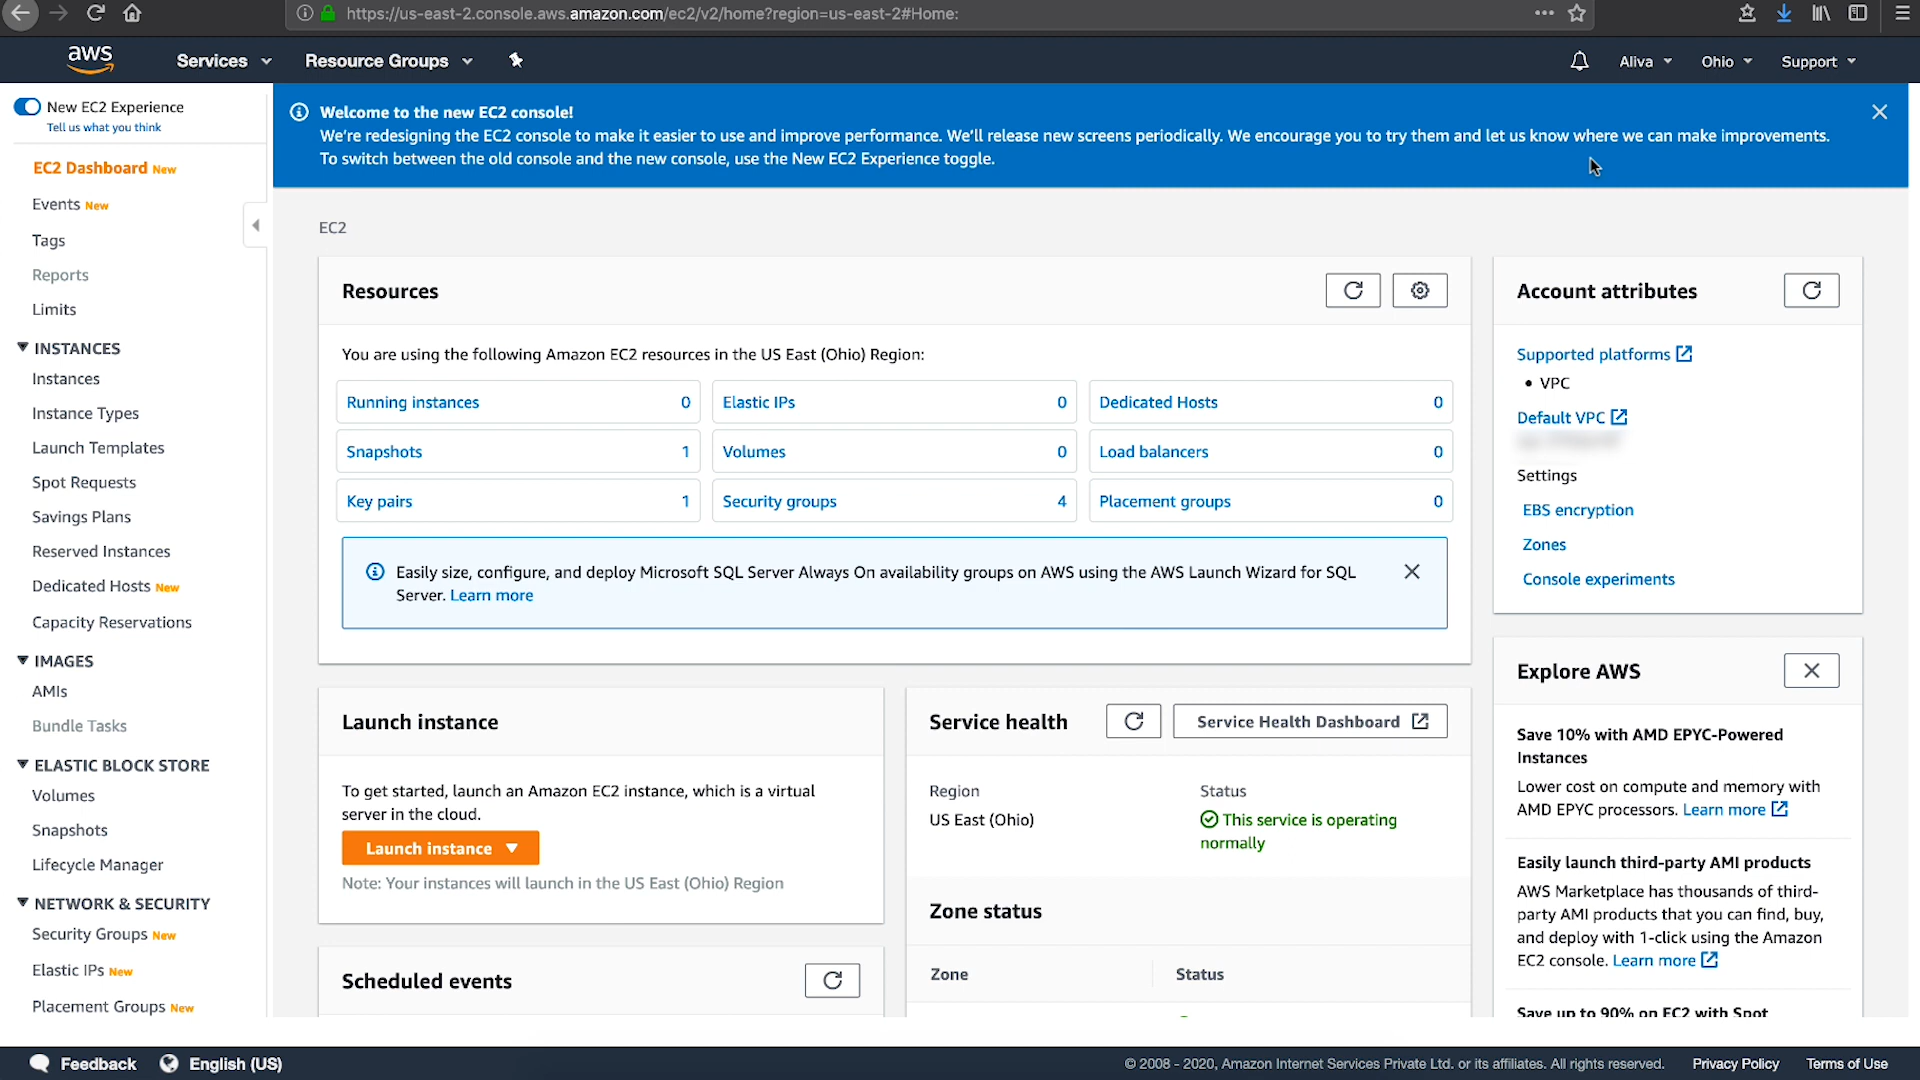 https://us-east-2.console.aws.amazon.com/ec2/v2/home?region=us-east-2#Home:
aws
Services
Resource Groups
Aliva
Ohio
Support
New EC2 Experience
Tell us what you think
EC2 Dashboard New
Events New
Tags
Reports
Limits
INSTANCES
Instances
Instance Types
Launch Templates
Spot Requests
Savings Plans
Reserved Instances
Dedicated Hosts New
Capacity Reservations
IMAGES
AMIs
Bundle Tasks
ELASTIC BLOCK STORE
Volumes
Snapshots
Lifecycle Manager
NETWORK & SECURITY
Security Groups New
Elastic IPs New
Placement Groups New
Welcome to the new EC2 console!
We're redesigning the EC2 console to make it easier to use and improve performance. We'll release new screens periodically. We encourage you to try them and let us know where we can make improvements.
To switch between the old console and the new console, use the New EC2 Experience toggle.
EC2
Resources
You are using the following Amazon EC2 resources in the US East (Ohio) Region:
Running instances 0
Elastic IPs 0
Dedicated Hosts 0
Snapshots 1
Volumes 0
Load balancers 0
Key pairs 1
Security groups 4
Placement groups 0
Easily size, configure, and deploy Microsoft SQL Server Always On availability groups on AWS using the AWS Launch Wizard for SQL
Server. Learn more
Launch instance
To get started, launch an Amazon EC2 instance, which is a virtual
server in the cloud.
Launch instance
Note: Your instances will launch in the US East (Ohio) Region
Scheduled events
Service health
Service Health Dashboard
Region
US East (Ohio)
Status
This service is operating
normally
Zone status
Zone
Status
Account attributes
Supported platforms
• VPC
Default VPC
Settings
EBS encryption
Zones
Console experiments
Explore AWS
Save 10% with AMD EPYC-Powered
Instances
Lower cost on compute and memory with
AMD EPYC processors. Learn more
Easily launch third-party AMI products
AWS Marketplace has thousands of third-
party AMI products that you can find, buy,
and deploy with 1-click using the Amazon
EC2 console. Learn more
Save up to 90% on EC2 with Spot
Feedback
English (US)
© 2008 - 2020, Amazon Internet Services Private Ltd. or its affiliates. All rights reserved.
Privacy Policy
Terms of Use